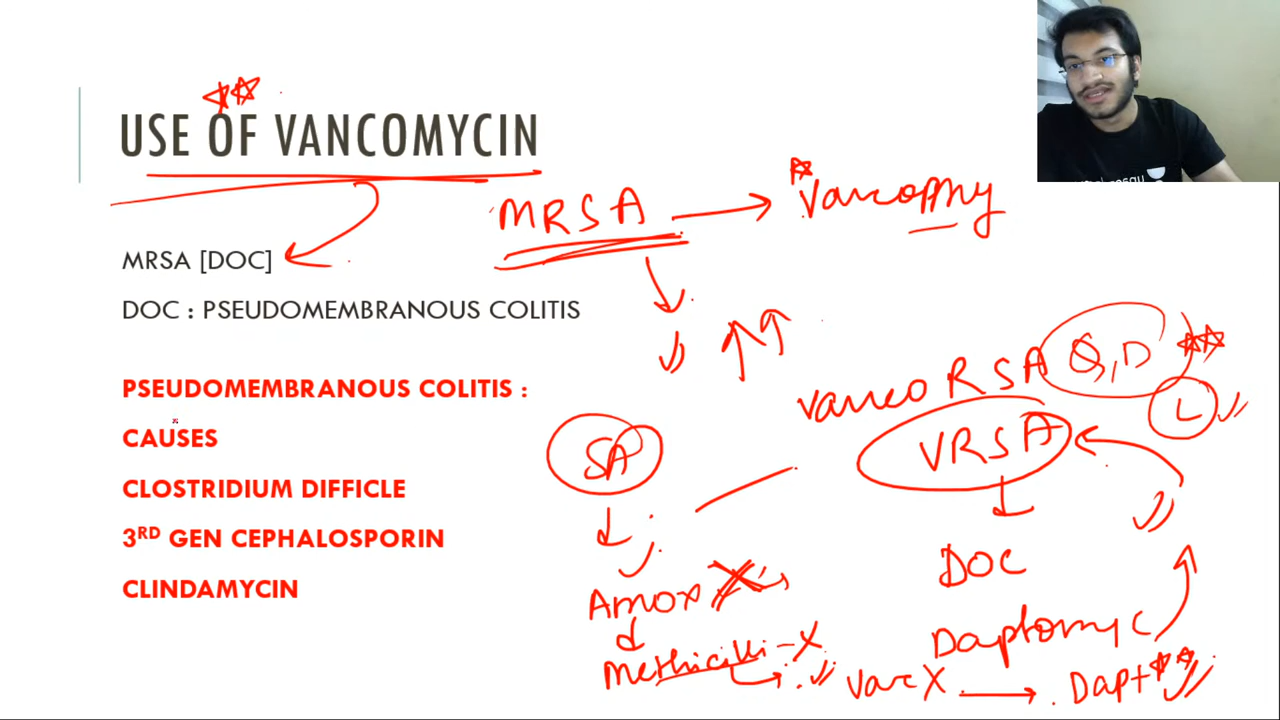 USE OF VANCOMYCIN
MRSA → Vancomy
MRSA [DOC]
DOC : PSEUDOMEMBRANOUS COLITIS
PSEUDOMEMBRANOUS COLITIS :
CAUSES
CLOSTRIDIUM DIFFICLE
3RD GEN CEPHALOSPORIN
CLINDAMYCIN
Vanco RSA Q, D
L
SA
VRSA
DOC
Amox X
Daptomyc
Methicilli - X
Vanc X → Dapt